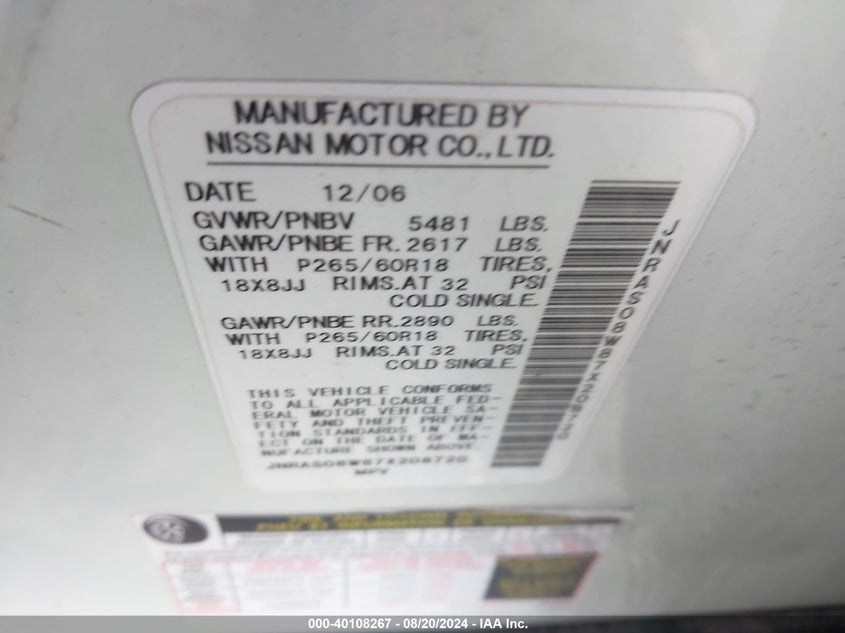 MANUFACTURED BY
NISSAN MOTOR CO., LTD.
DATE 12/06
GVWR/PNBV 5481 LBS.
GAWR/PNBE FR. 2617 LBS.
WITH P265/60R18 TIRES,
18X8JJ RIMS. AT 32 PSI
COLD SINGLE.
GAWR/PNBE RR. 2890 LBS.
WITH P265/60R18 TIRES,
18X8JJ RIMS. AT 32 PSI
COLD SINGLE.
THIS VEHICLE CONFORMS
TO ALL APPLICABLE FED-
ERAL MOTOR VEHICLE SA-
FETY AND THEFT PREVEN-
TION STANDARDS IN EFF-
ECT ON THE DATE OF MA-
NUFACTURE SHOWN ABOVE.
JNRAS08W87X208720
MPV
JNRAS08W87X208720
000-40108267 - 08/20/2024 - IAA Inc.